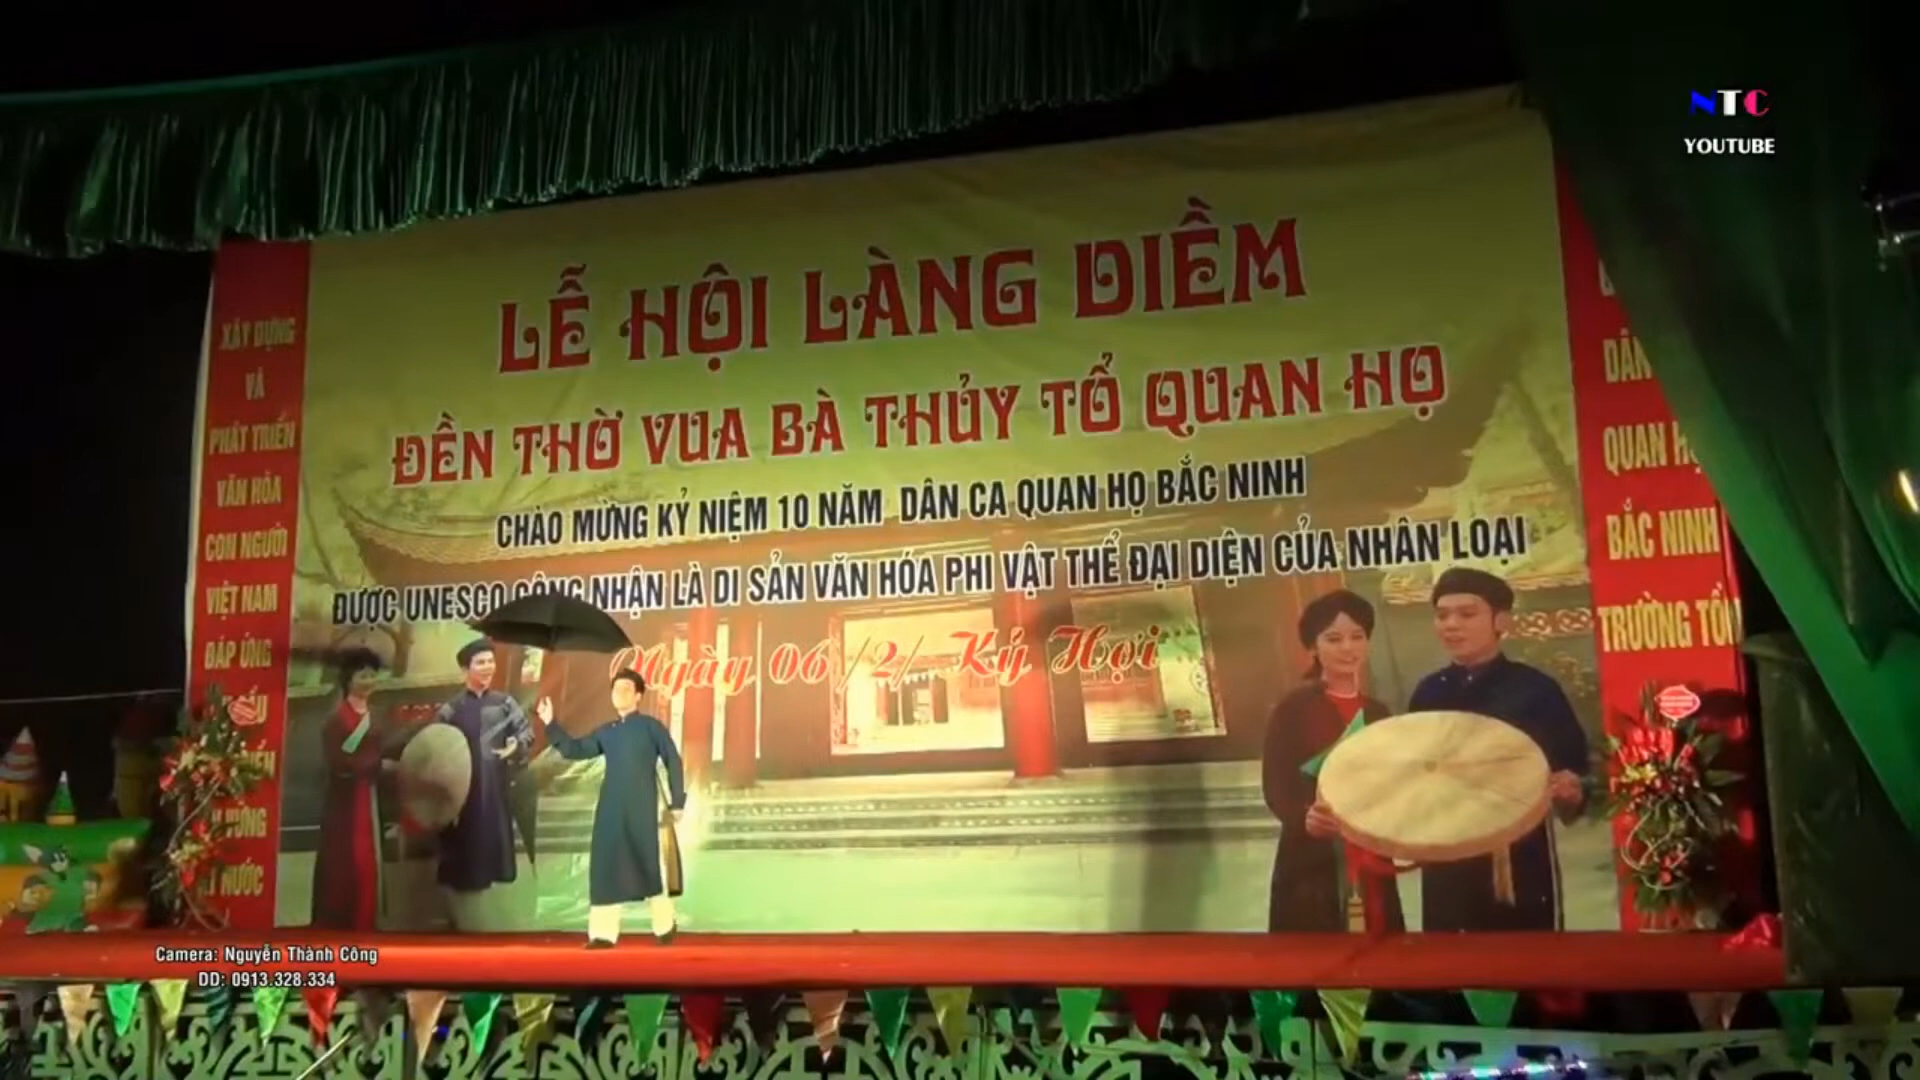 NTC
YOUTUBE
LỄ HỘI LÀNG DIỀM
ĐỀN THỜ VUA BÀ THỦY TỔ QUAN HỌ
CHÀO MỪNG KỶ NIỆM 10 NĂM DÂN CA QUAN HỌ BẮC NINH
ĐƯỢC UNESCO CÔNG NHẬN LÀ DI SẢN VĂN HÓA PHI VẬT THỂ ĐẠI DIỆN CỦA NHÂN LOẠI
Ngày 06/2/ Kỷ Hợi
XÂY DỰNG
VÀ
PHÁT TRIỂN
VĂN HÓA
CON NGƯỜI
VIỆT NAM
ĐÁP ỨNG
NƯỚC
DÂN
QUAN HỌ
BẮC NINH
TRƯỜNG TỒN
Camera: Nguyễn Thành Công
DD: 0913.328.334